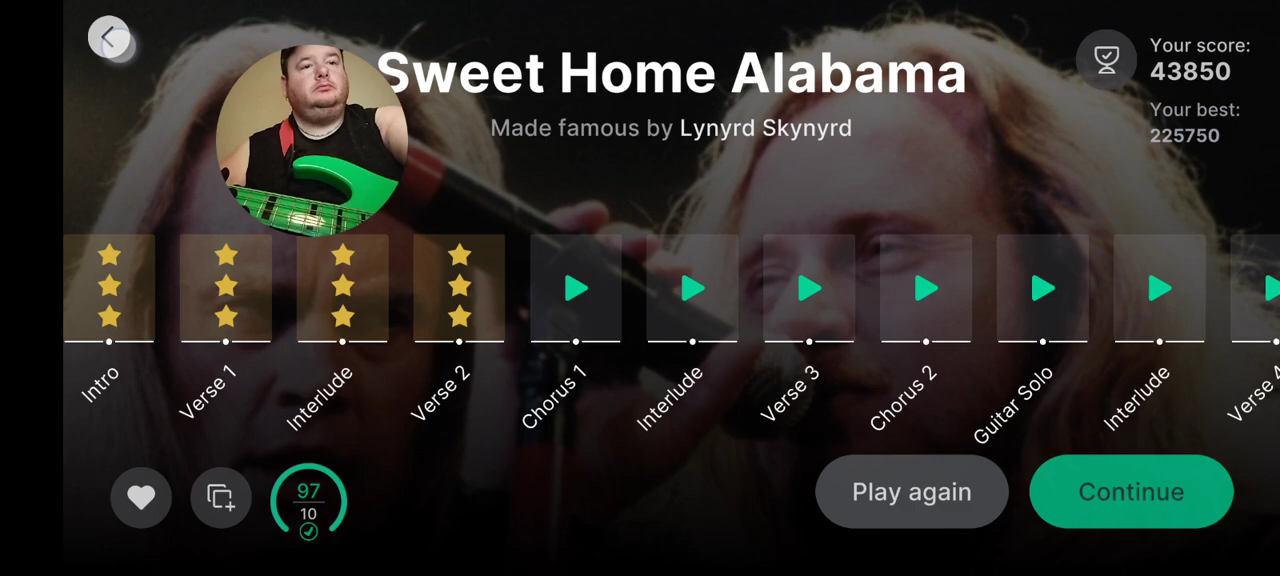 Sweet Home Alabama
Made famous by Lynyrd Skynyrd
Your score:
43850
Your best:
225750
Intro
Verse 1
Interlude
Verse 2
Chorus 1
Interlude
Verse 3
Chorus 2
Guitar Solo
Interlude
Verse 4
97
10
Play again
Continue